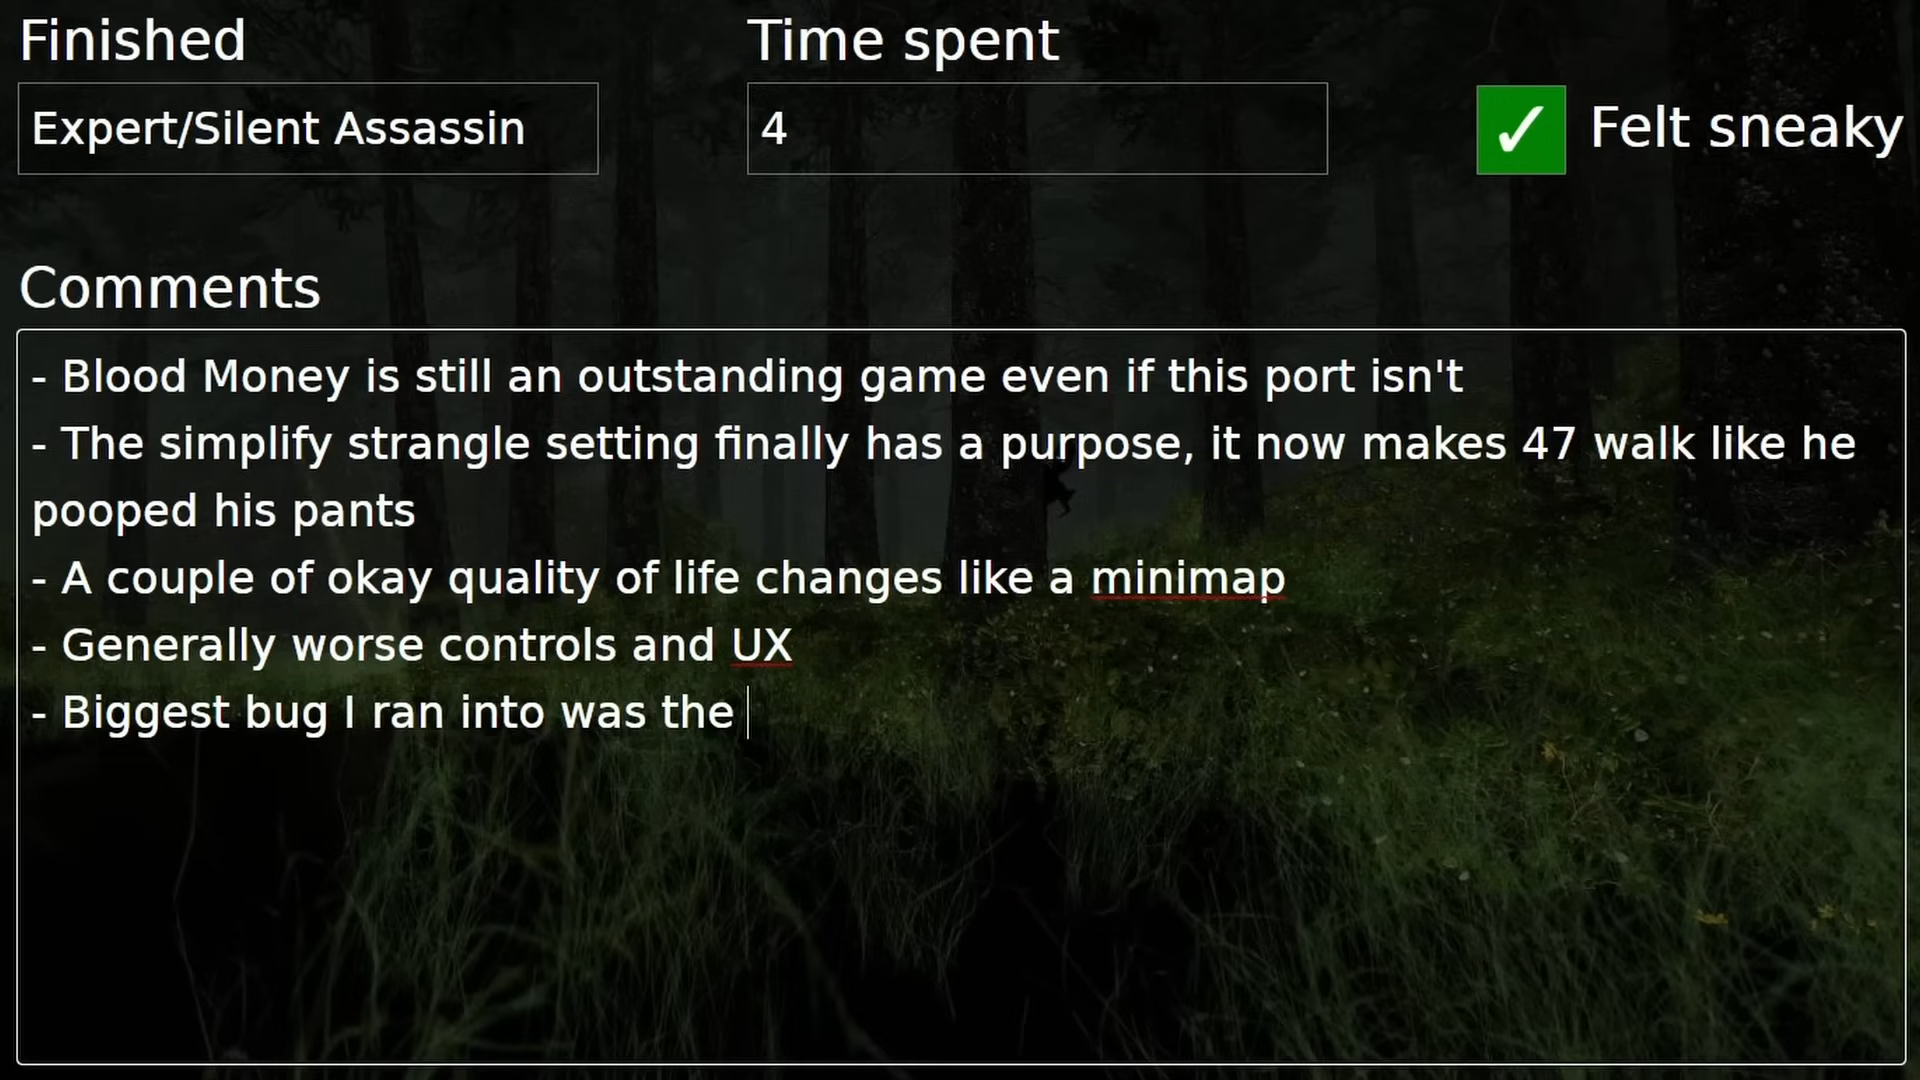 Finished
Time spent
Expert/Silent Assassin
4
✓ Felt sneaky
Comments
- Blood Money is still an outstanding game even if this port isn't
- The simplify strangle setting finally has a purpose, it now makes 47 walk like he
pooped his pants
- A couple of okay quality of life changes like a minimap
- Generally worse controls and UX
- Biggest bug I ran into was the